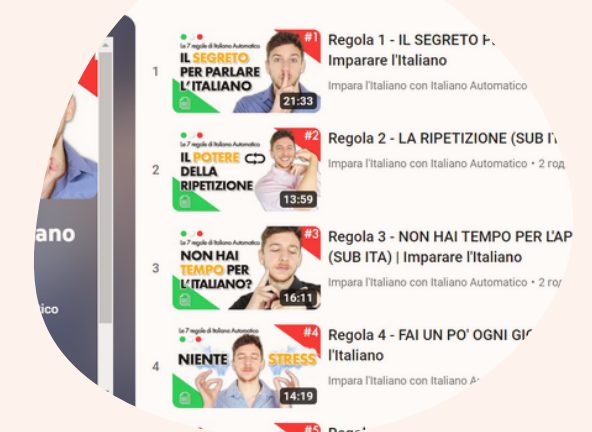 ano
ico
1
Le 7 regole di Italiano Automatico
#1
IL SEGRETO
PER PARLARE
L'ITALIANO
21:33
Regola 1 - IL SEGRETO
Imparare l'Italiano
Impara l'Italiano con Italiano Automatico
2
Le 7 regole di Italiano Automatico
#2
IL POTERE
DELLA
RIPETIZIONE
13:59
Regola 2 - LA RIPETIZIONE (SUB
Impara l'Italiano con Italiano Automatico • 2 год
3
Le 7 regole di Italiano Automatico
#3
NON HAI
TEMPO PER
L'ITALIANO?
16:11
Regola 3 - NON HAI TEMPO PER L'AP
(SUB ITA) | Imparare l'Italiano
Impara l'Italiano con Italiano Automatico • 2 го
4
Le 7 regole di Italiano Automatico
#4
NIENTE STRESS
14:19
Regola 4 - FAI UN PO' OGNI GIO
l'Italiano
Impara l'Italiano con Italiano
#5